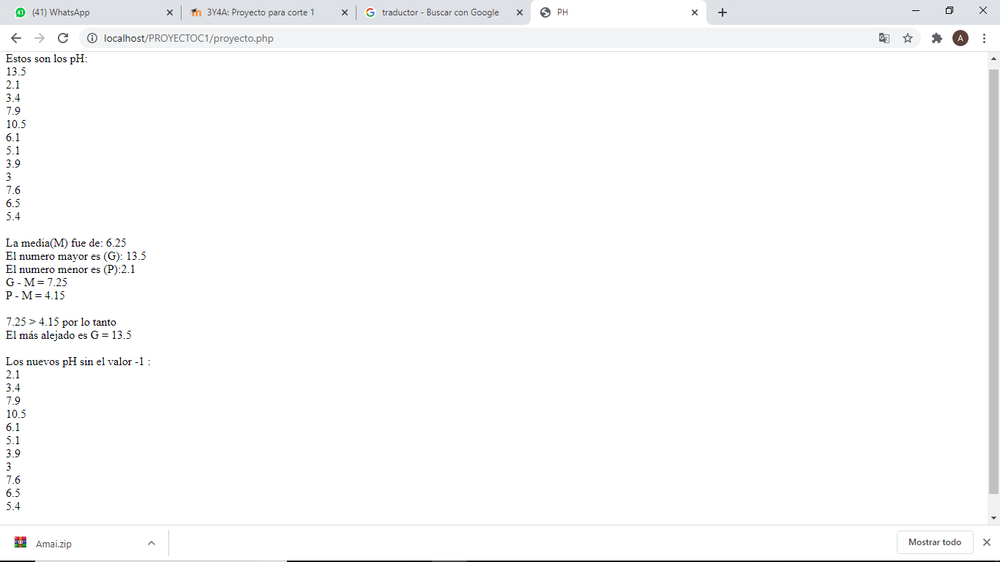 (41) WhatsApp
3Y4A: Proyecto para corte 1
traductor - Buscar con Google
PH
localhost/PROYECTOC1/proyecto.php
A
Estos son los pH:
13.5
2.1
3.4
7.9
10.5
6.1
5.1
3.9
3
7.6
6.5
5.4
La media(M) fue de: 6.25
El numero mayor es (G): 13.5
El numero menor es (P):2.1
G - M = 7.25
P - M = 4.15
7.25 > 4.15 por lo tanto
El más alejado es G = 13.5
Los nuevos pH sin el valor -1 :
2.1
3.4
7.9
10.5
6.1
5.1
3.9
3
7.6
6.5
5.4
Amai.zip
Mostrar todo